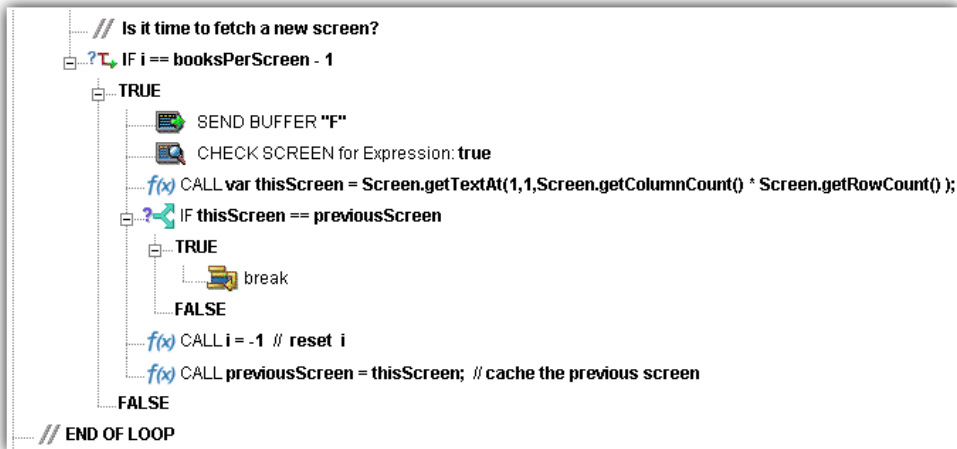 // Is it time to fetch a new screen?
?T IF i == booksPerScreen - 1
TRUE
SEND BUFFER "F"
CHECK SCREEN for Expression: true
f(x) CALL var thisScreen = Screen.getTextAt(1,1,Screen.getColumnCount() * Screen.getRowCount() );
? IF thisScreen == previousScreen
TRUE
break
FALSE
f(x) CALL i = -1 // reset i
f(x) CALL previousScreen = thisScreen; // cache the previous screen
FALSE
// END OF LOOP